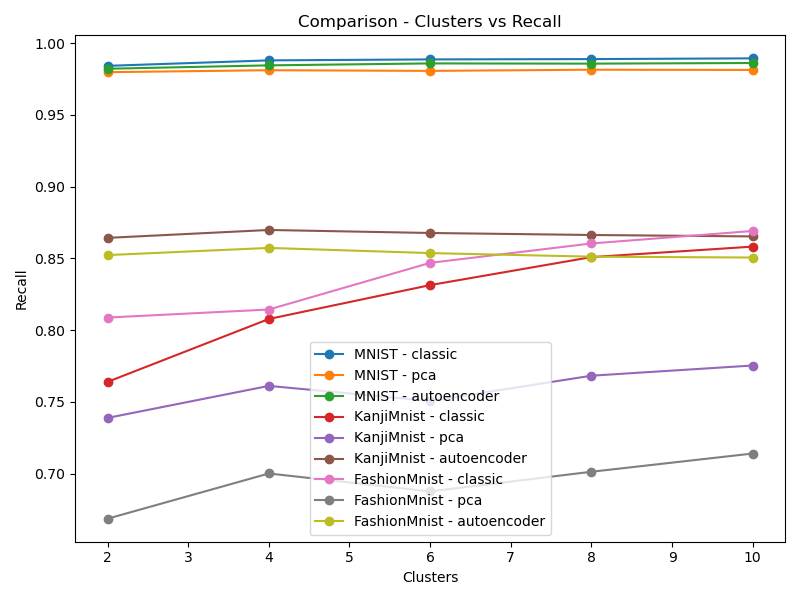 Comparison - Clusters vs Recall
1.00
0.95
0.90
0.85
0.80
0.75
0.70
Recall
MNIST - classic
MNIST - pca
MNIST - autoencoder
KanjiMnist - classic
KanjiMnist - pca
KanjiMnist - autoencoder
FashionMnist - classic
FashionMnist - pca
FashionMnist - autoencoder
2 3 4 5 6 7 8 9 10
Clusters